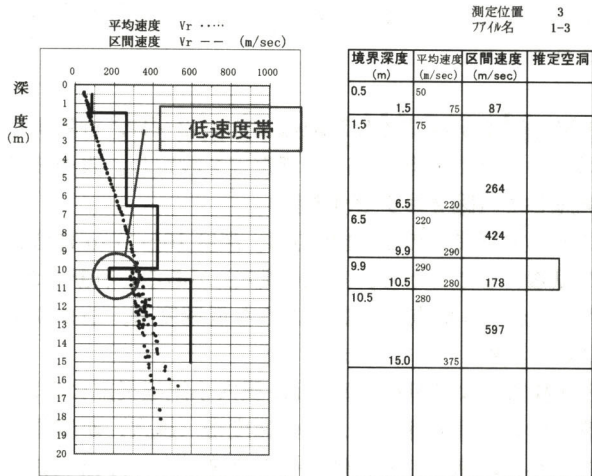 測定位置 3
ファイル名 1-3
平均速度 Vr ·····
区間速度 Vr －－ (m/sec)
深度
(m)
0 200 400 600 800 1000
0
1
2
3
4
5
6
7
8
9
10
11
12
13
14
15
16
17
18
19
20
低速度帯
境界深度 (m) 平均速度 (m/sec) 区間速度 (m/sec) 推定空洞
0.5 50
1.5 75 87
1.5 75
264
6.5 220
6.5 220
424
9.9 290
9.9 290
10.5 280 178
10.5 280
597
15.0 375